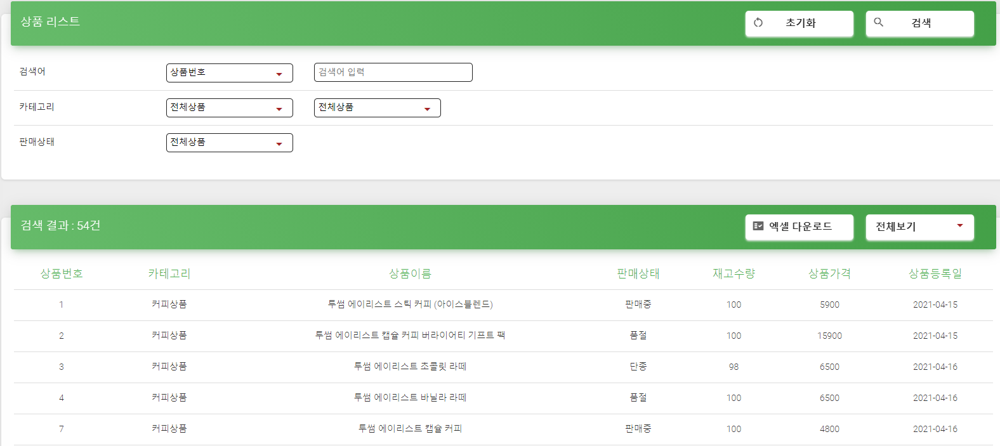 상품 리스트 초기화 검색
검색어 상품번호 검색어 입력
카테고리 전체상품 전체상품
판매상태 전체상품
검색 결과 : 54건 엑셀 다운로드 전체보기
상품번호 카테고리 상품이름 판매상태 재고수량 상품가격 상품등록일
1 커피상품 투썸 에이리스트 스틱 커피 (아이스블렌드) 판매중 100 5900 2021-04-15
2 커피상품 투썸 에이리스트 캡슐 커피 버라이어티 기프트 팩 품절 100 15900 2021-04-15
3 커피상품 투썸 에이리스트 초콜릿 라떼 단종 98 6500 2021-04-16
4 커피상품 투썸 에이리스트 바닐라 라떼 품절 100 6500 2021-04-16
7 커피상품 투썸 에이리스트 캡슐 커피 판매중 100 4800 2021-04-16